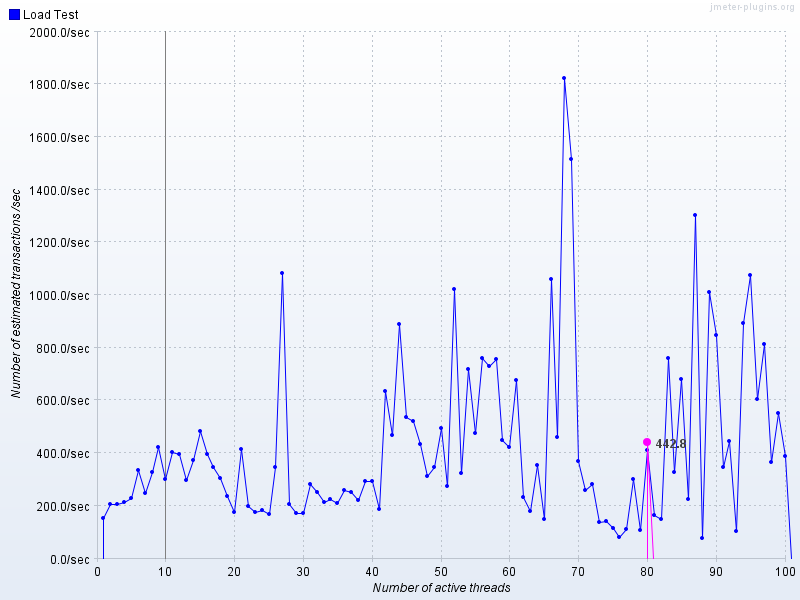 jmeter-plugins.org
Load Test
2000.0/sec
1800.0/sec
1600.0/sec
1400.0/sec
1200.0/sec
1000.0/sec
800.0/sec
600.0/sec
400.0/sec
200.0/sec
0.0/sec
Number of estimated transactions /sec
442.8
0 10 20 30 40 50 60 70 80 90 100
Number of active threads